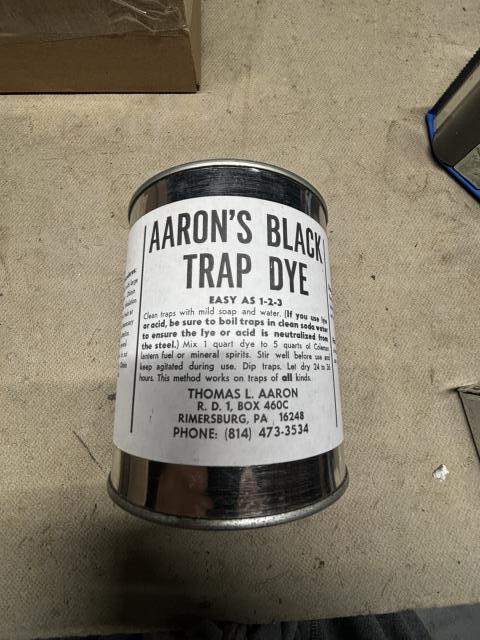 AARON'S BLACK
TRAP DYE
EASY AS 1-2-3
Clean traps with mild soap and water. (If you use lye
or acid, be sure to boil traps in clean soda water
to ensure the lye or acid is neutralized from
the steel.) Mix 1 quart dye to 5 quarts of Coleman
lantern fuel or mineral spirits. Stir well before use and
keep agitated during use. Dip traps. Let dry 24 to 36
hours. This method works on traps of all kinds.
THOMAS L. AARON
R. D. 1, BOX 460C
RIMERSBURG, PA 16248
PHONE: (814) 473-3534